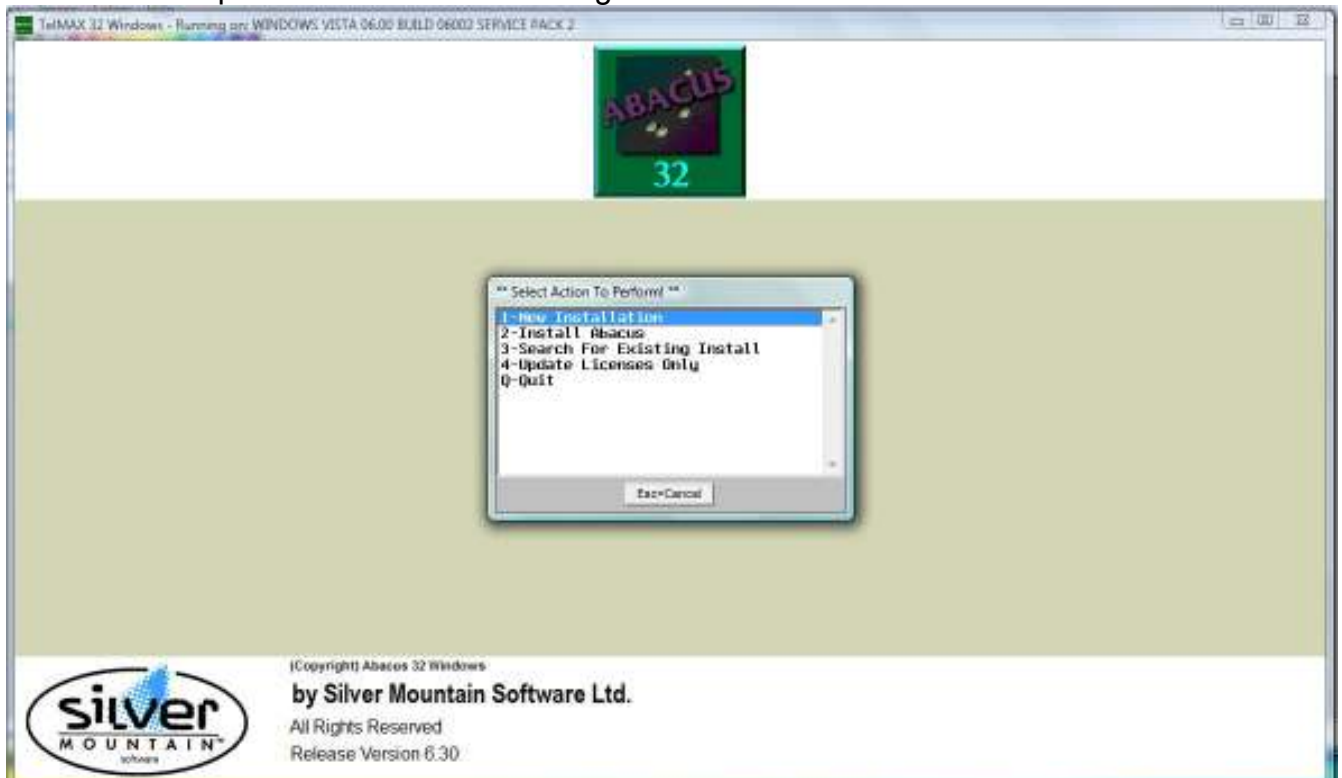 TelMAX 32 Windows - Running on: WINDOWS VISTA 06.00 BUILD 06002 SERVICE PACK 2
ABACUS
32
** Select Action To Perform! **
1-New Installation
2-Install Abacus
3-Search For Existing Install
4-Update Licenses Only
Q-Quit
Esc=Cancel
(Copyright) Abacus 32 Windows
by Silver Mountain Software Ltd.
All Rights Reserved
Release Version 6.30
silver
MOUNTAIN™
software